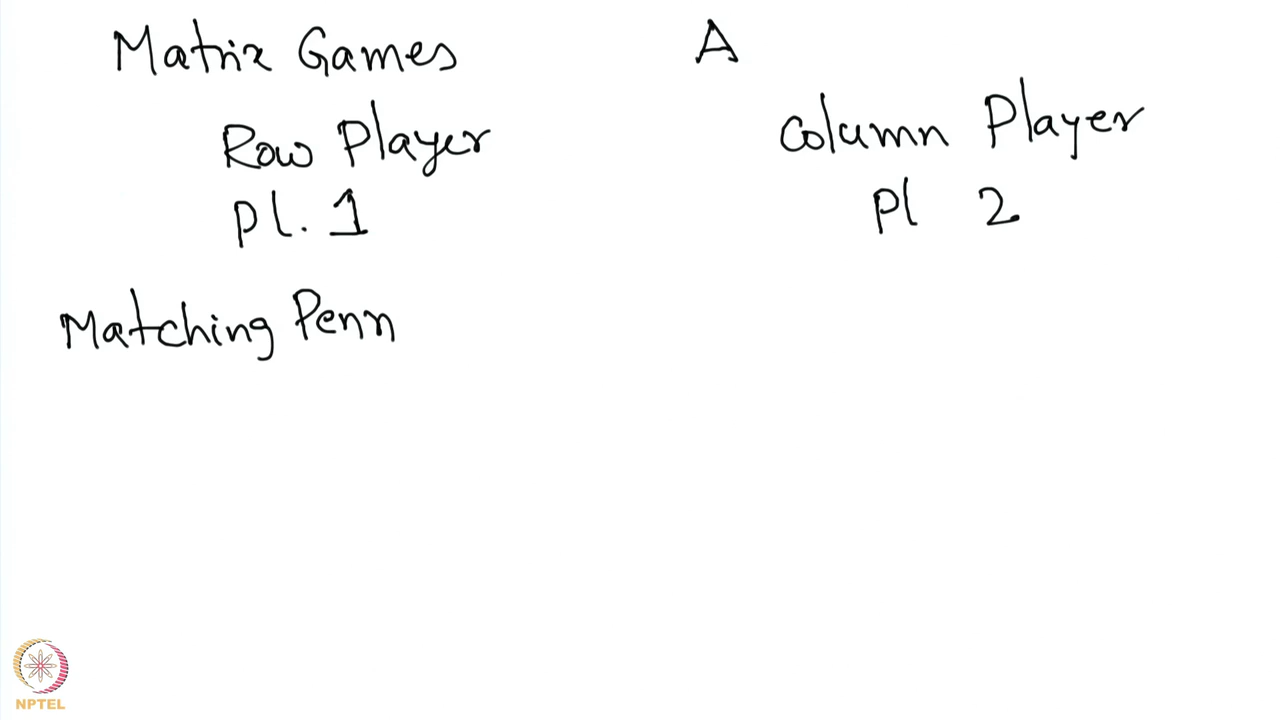 Matrix Games A
Row Player Column Player
Pl. 1 Pl 2
Matching Penn
NPTEL